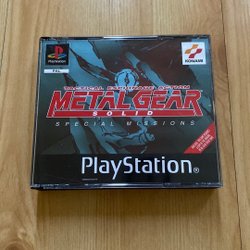 PAL
KONAMI
TACTICAL ESPIONAGE ACTION
METAL GEAR
SOLID
SPECIAL MISSIONS
PlayStation®